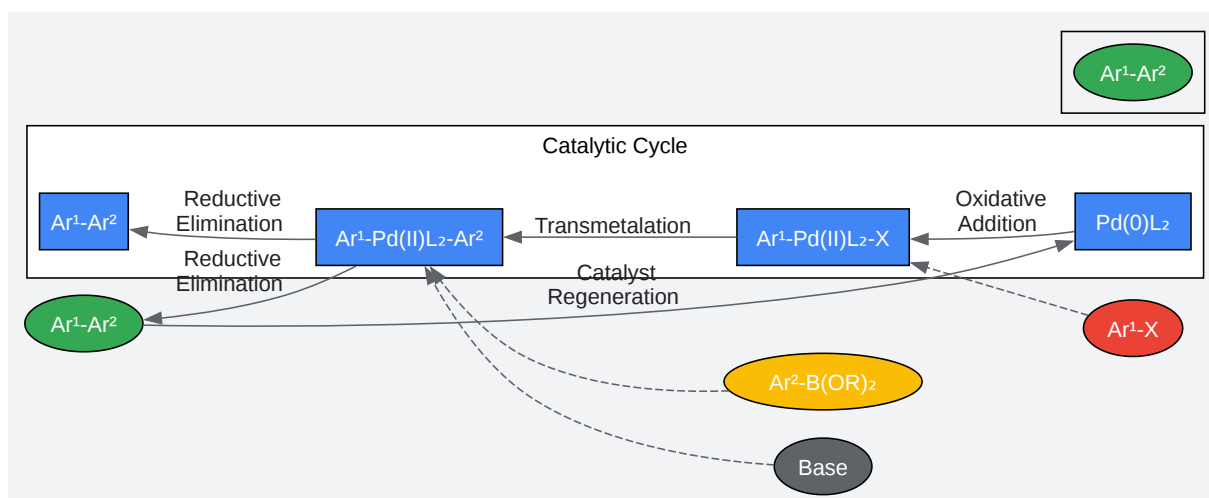 Ar¹-Ar²
Catalytic Cycle
Ar¹-Ar²
Reductive
Elimination
Ar¹-Pd(II)L₂-Ar²
Transmetalation
Ar¹-Pd(II)L₂-X
Oxidative
Addition
Pd(0)L₂
Reductive
Elimination
Catalyst
Regeneration
Ar¹-Ar²
Ar¹-X
Ar²-B(OR)₂
Base